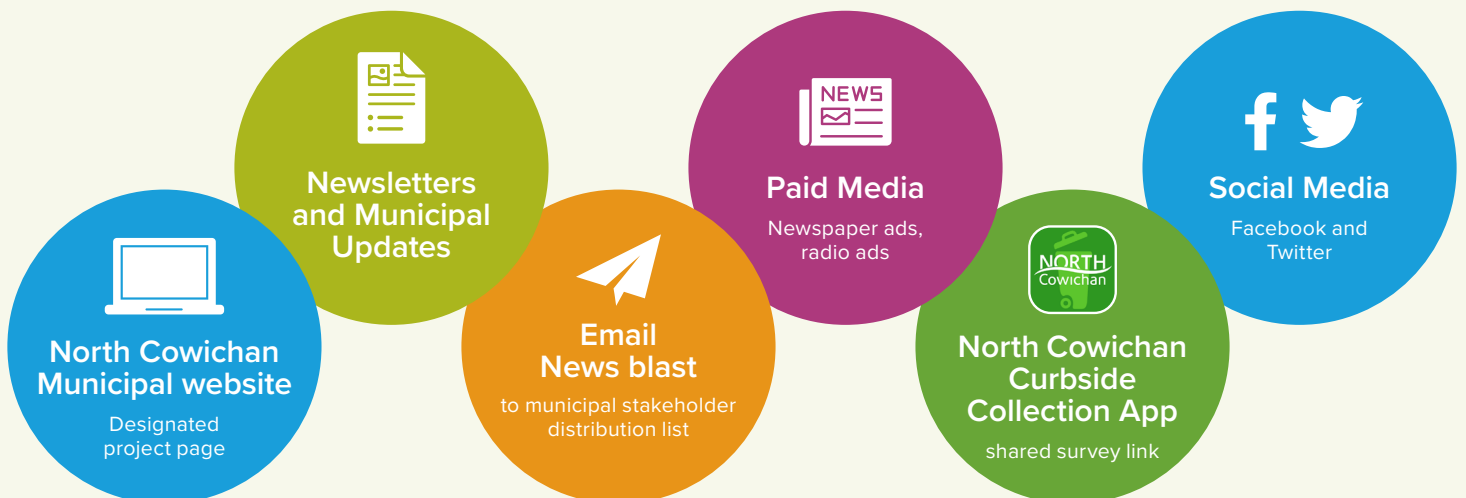 North Cowichan
Municipal website
Designated
project page
Newsletters
and Municipal
Updates
Email
News blast
to municipal stakeholder
distribution list
NEWS
Paid Media
Newspaper ads,
radio ads
NORTH
Cowichan
North Cowichan
Curbside
Collection App
shared survey link
Social Media
Facebook and
Twitter